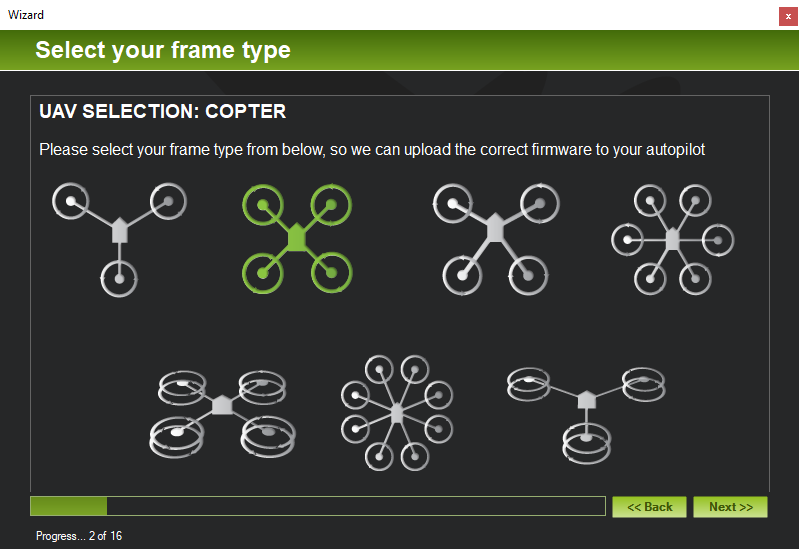 Wizard
x
Select your frame type
UAV SELECTION: COPTER
Please select your frame type from below, so we can upload the correct firmware to your autopilot
<< Back
Next >>
Progress... 2 of 16